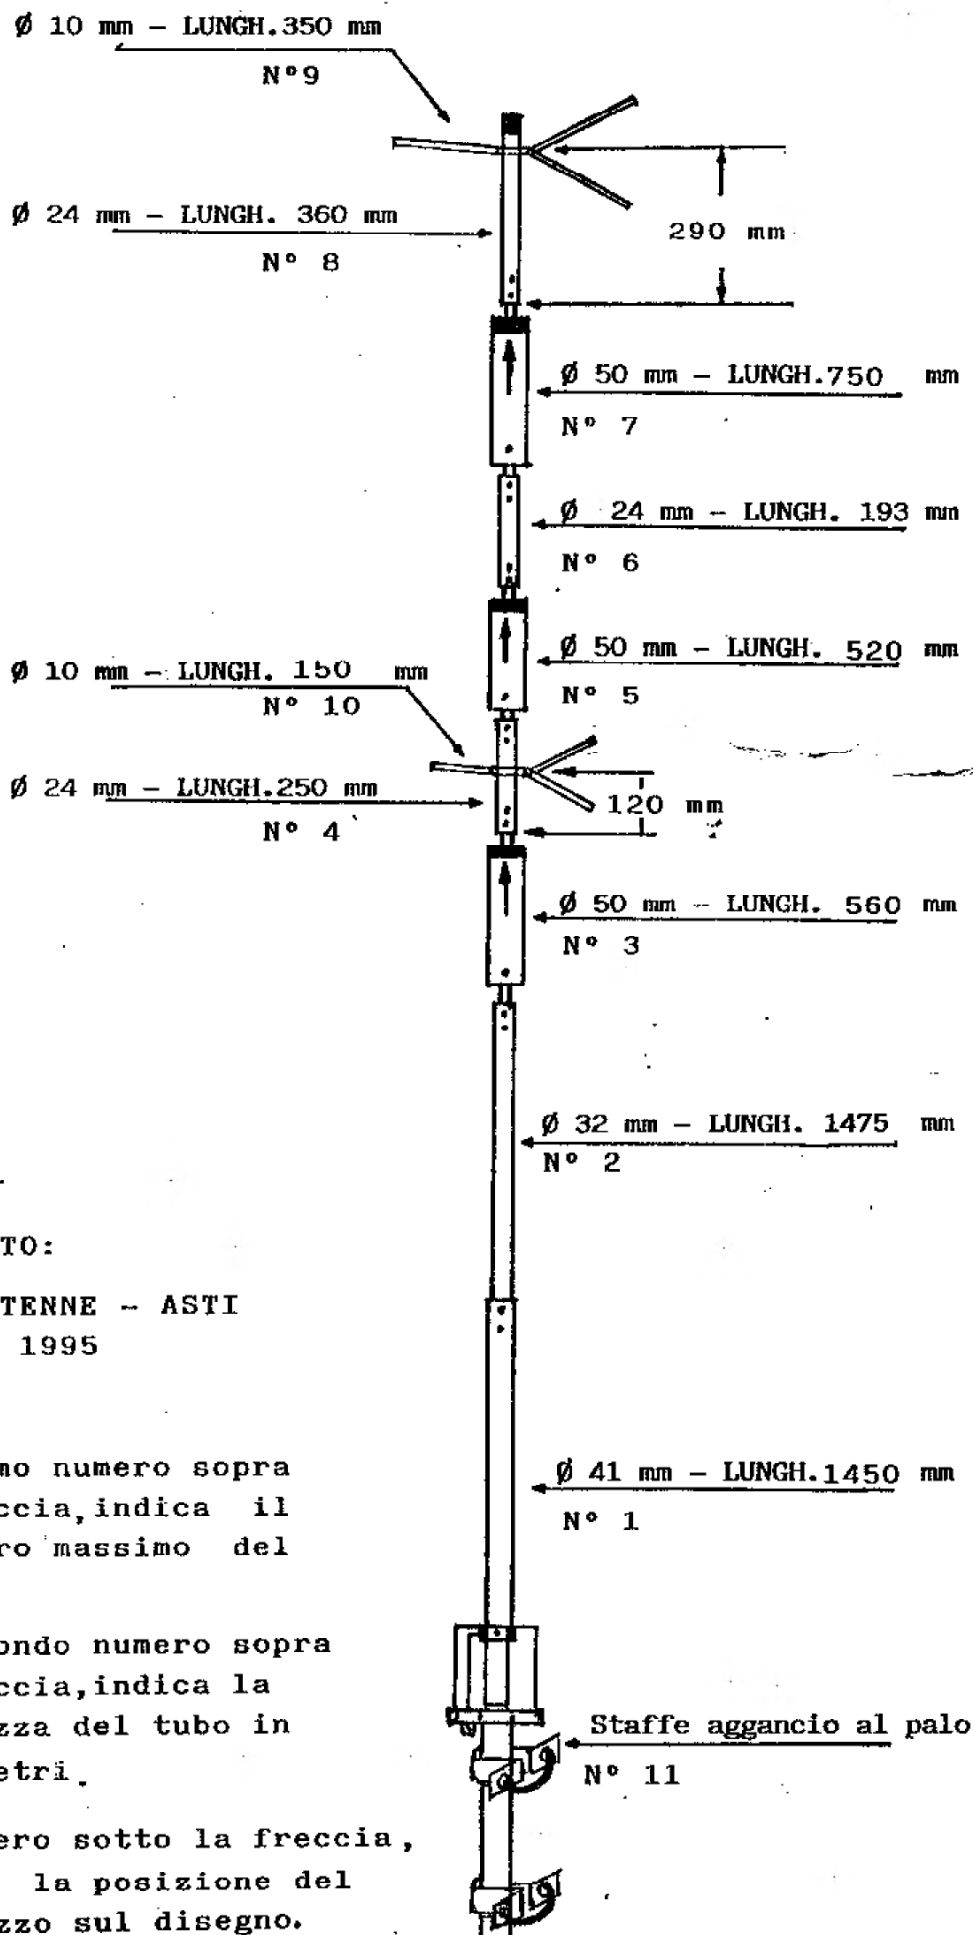 Ø 10 mm - LUNGH.350 mm
N°9
Ø 24 mm - LUNGH. 360 mm
N° 8
290 mm
Ø 50 mm - LUNGH.750 mm
N° 7
Ø 24 mm - LUNGH. 193 mm
N° 6
Ø 50 mm - LUNGH. 520 mm
N° 5
Ø 10 mm - LUNGH. 150 mm
N° 10
Ø 24 mm - LUNGH.250 mm
N° 4
120 mm
Ø 50 mm - LUNGH. 560 mm
N° 3
Ø 32 mm - LUNGH. 1475 mm
N° 2
TO:
TENNE - ASTI
1995
Ø 41 mm - LUNGH.1450 mm
N° 1
mo numero sopra
ccia,indica il
ro massimo del
ondo numero sopra
ccia,indica la
zza del tubo in
etri.
Staffe aggancio al palo
N° 11
ero sotto la freccia,
la posizione del
zzo sul disegno.